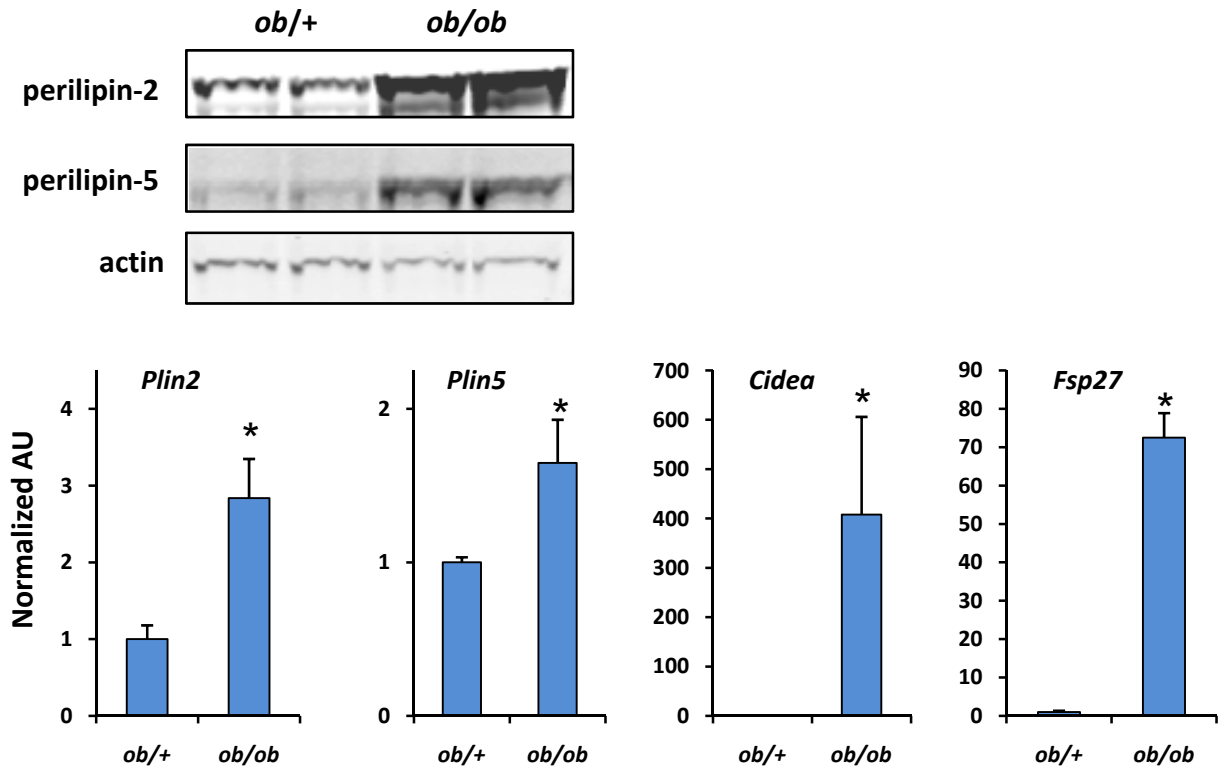 ob/+ ob/ob
perilipin-2
perilipin-5
actin
Normalized AU
Plin2
*
4
3
2
1
0
ob/+ ob/ob
Plin5
*
2
1
0
ob/+ ob/ob
Cidea
*
700
600
500
400
300
200
100
0
ob/+ ob/ob
Fsp27
*
90
80
70
60
50
40
30
20
10
0
ob/+ ob/ob